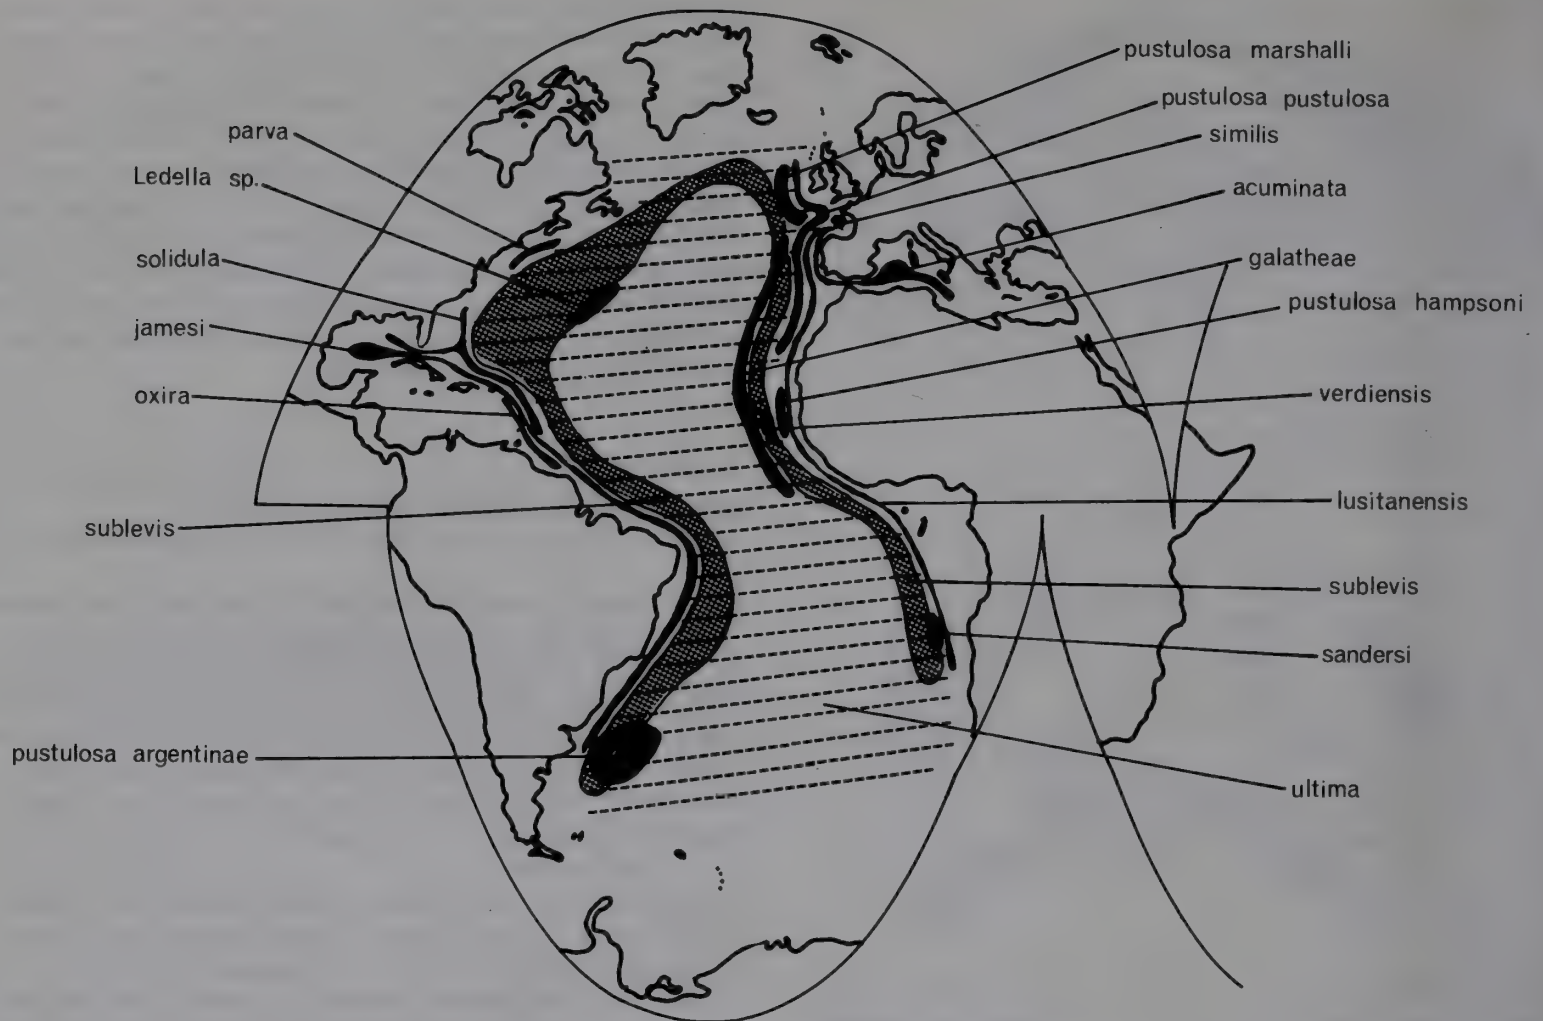 parva
Ledella sp.
solidula
jamesi
oxira
sublevis
pustulosa argentinae
pustulosa marshalli
pustulosa pustulosa
similis
acuminata
galatheae
pustulosa hampsoni
verdiensis
lusitanensis
sublevis
sandersi
ultima